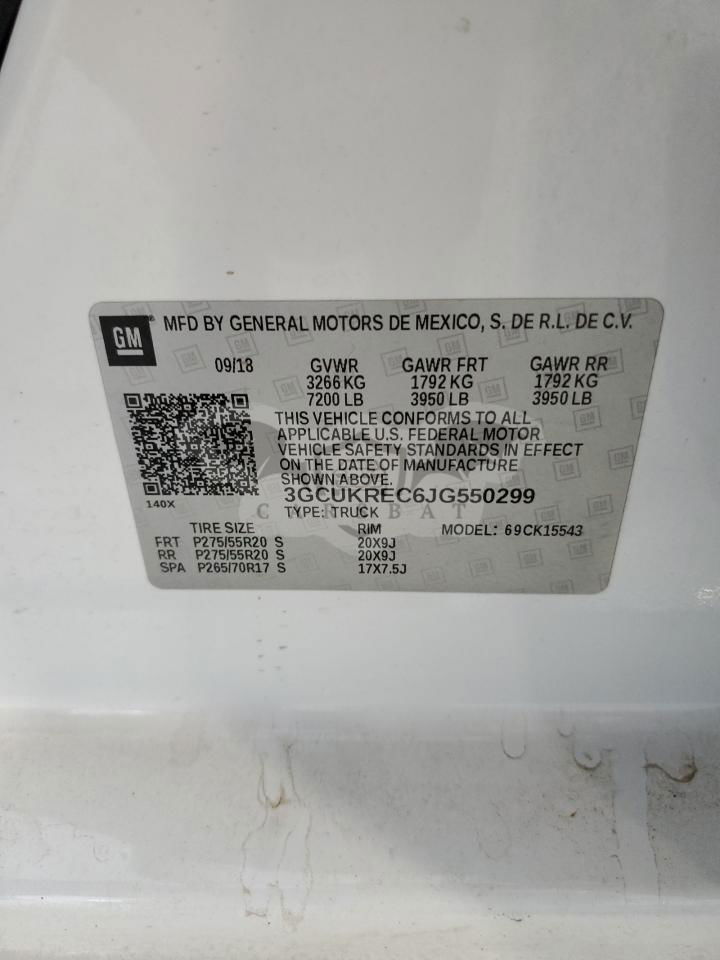 GM
MFD BY GENERAL MOTORS DE MEXICO, S. DE R.L. DE C.V.
09/18 GVWR GAWR FRT GAWR RR
3266 KG 1792 KG 1792 KG
7200 LB 3950 LB 3950 LB
THIS VEHICLE CONFORMS TO ALL
APPLICABLE U.S. FEDERAL MOTOR
VEHICLE SAFETY STANDARDS IN EFFECT
ON THE DATE OF MANUFACTURE
SHOWN ABOVE.
3GCUKREC6JG550299
140X
TYPE: TRUCK
TIRE SIZE RIM MODEL: 69CK15543
FRT P275/55R20 S 20X9J
RR P275/55R20 S 20X9J
SPA P265/70R17 S 17X7.5J